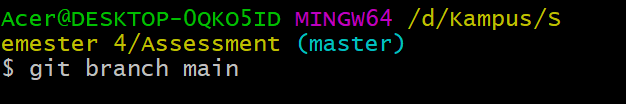 Acer@DESKTOP-0QKO5ID MINGW64 /d/Kampus/S
emester 4/Assessment (master)
$ git branch main